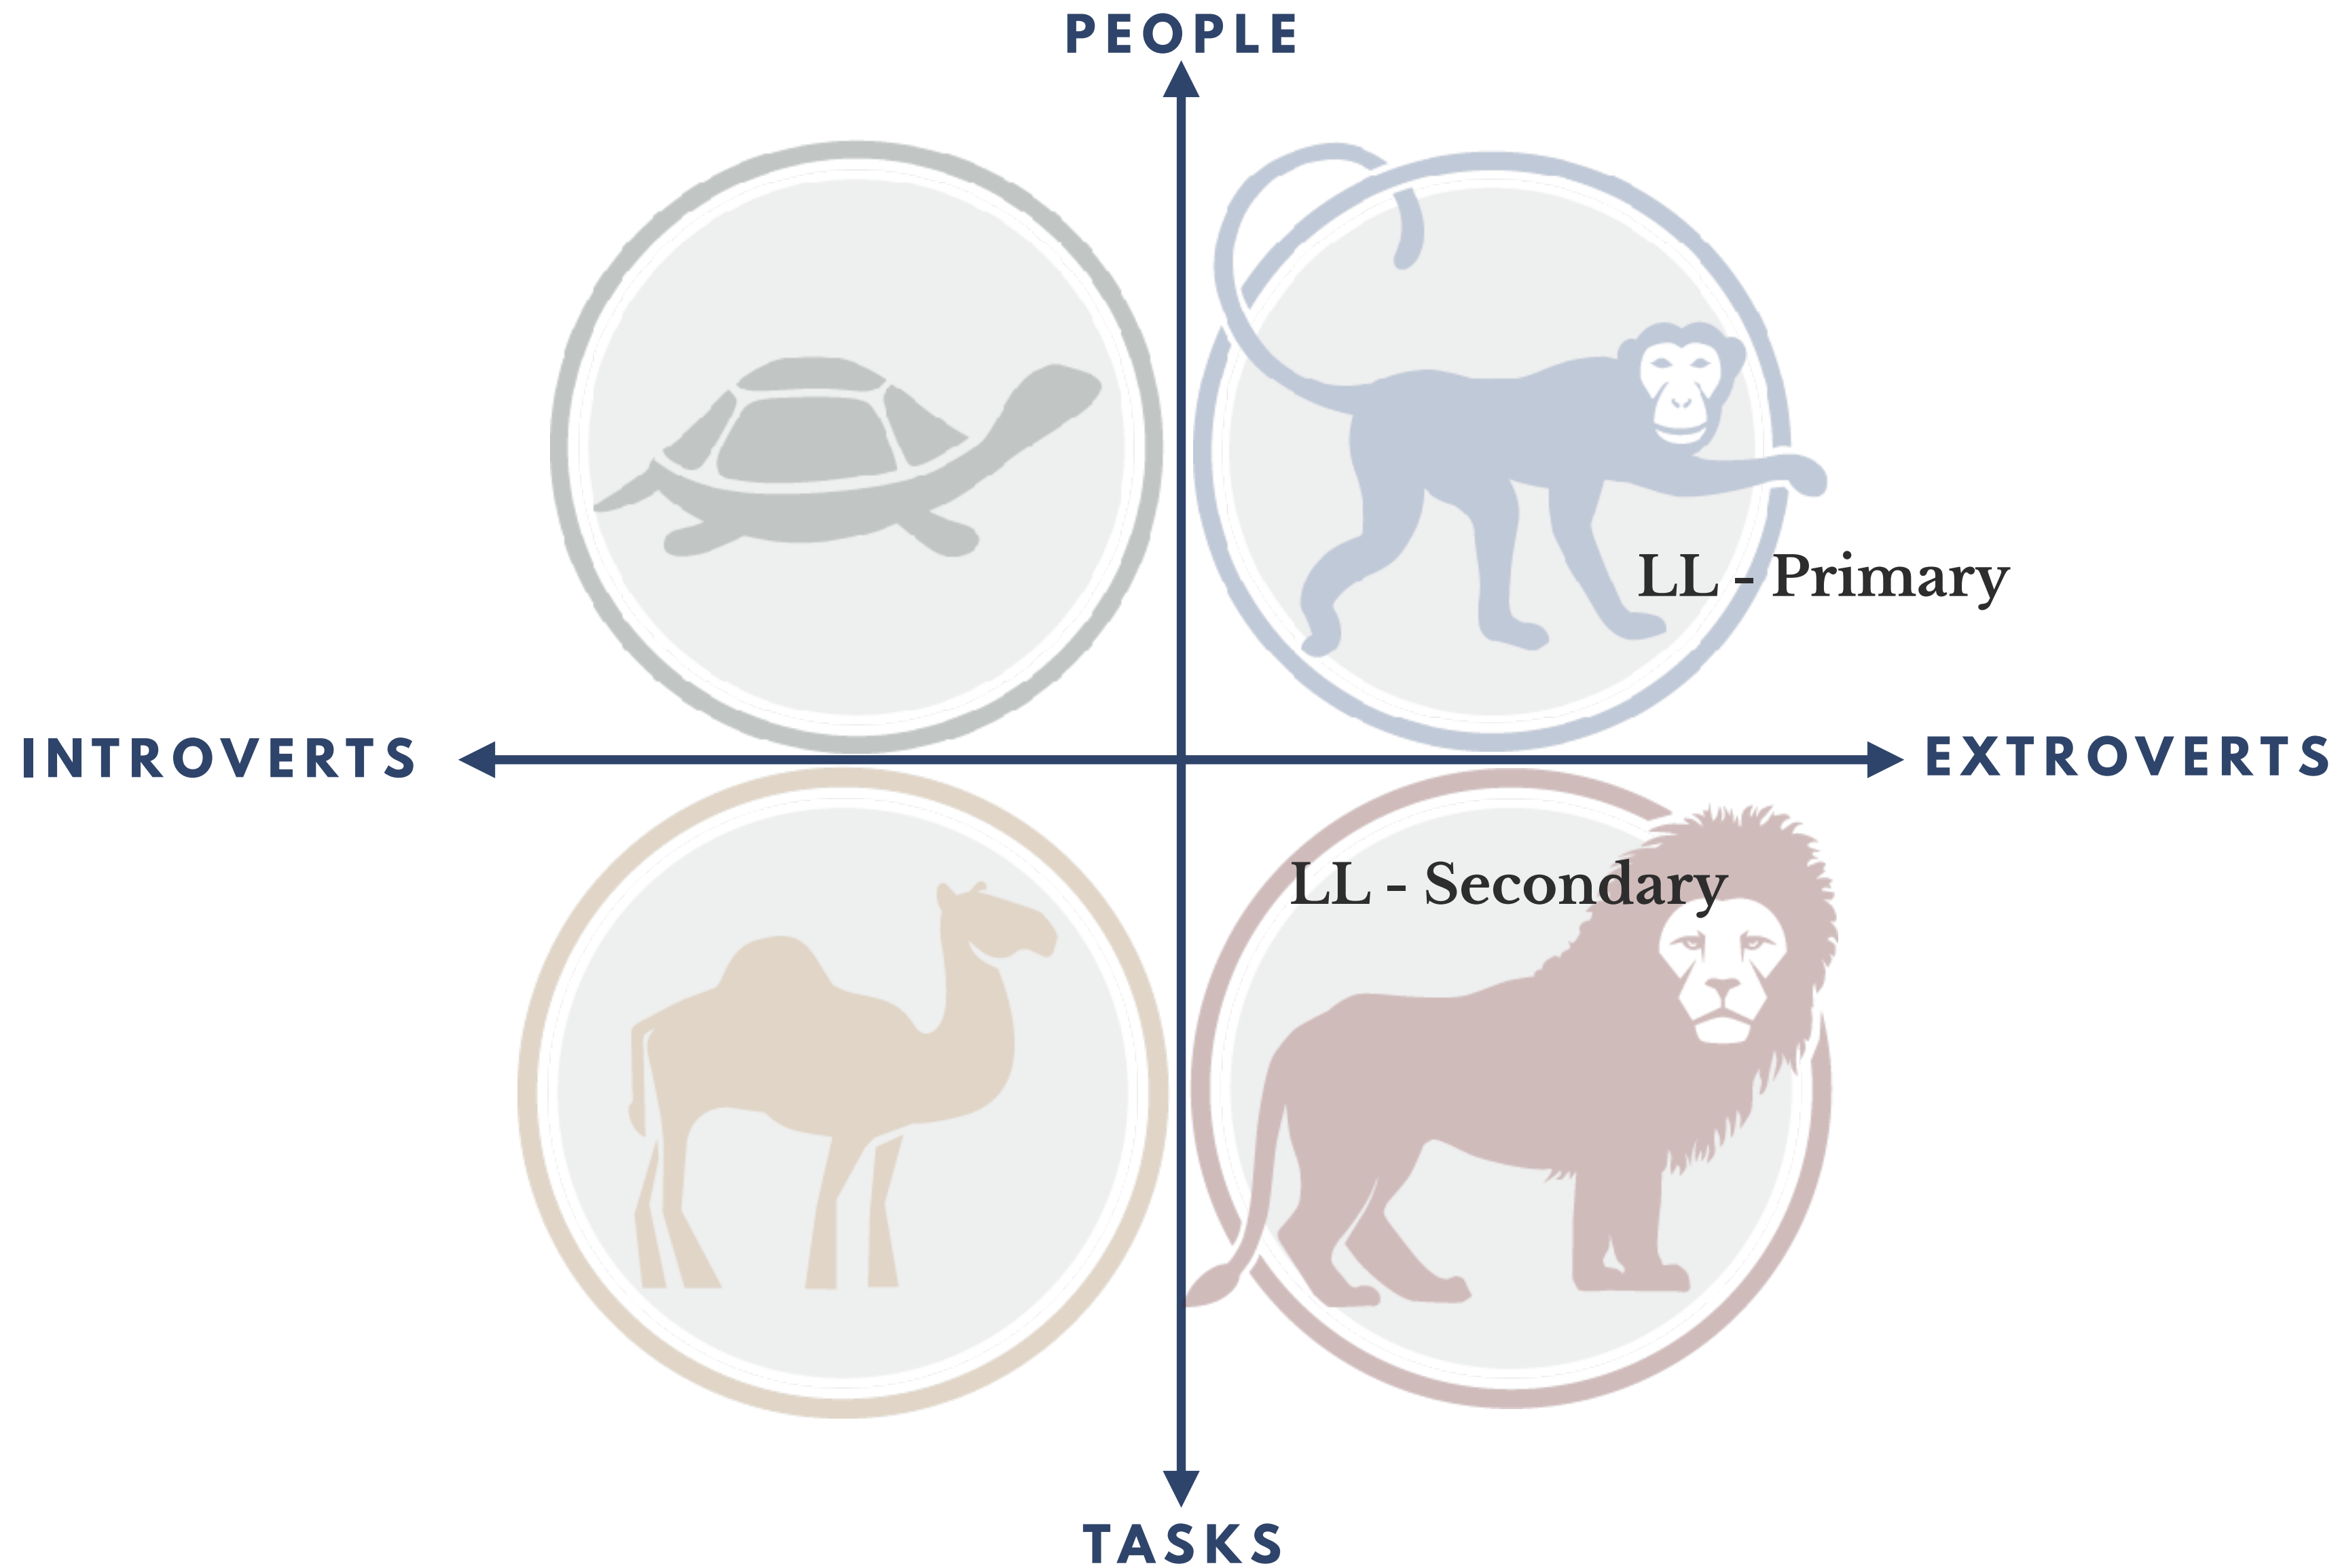 PEOPLE
LL - Primary
INTROVERTS
EXTROVERTS
LL - Secondary
TASKS